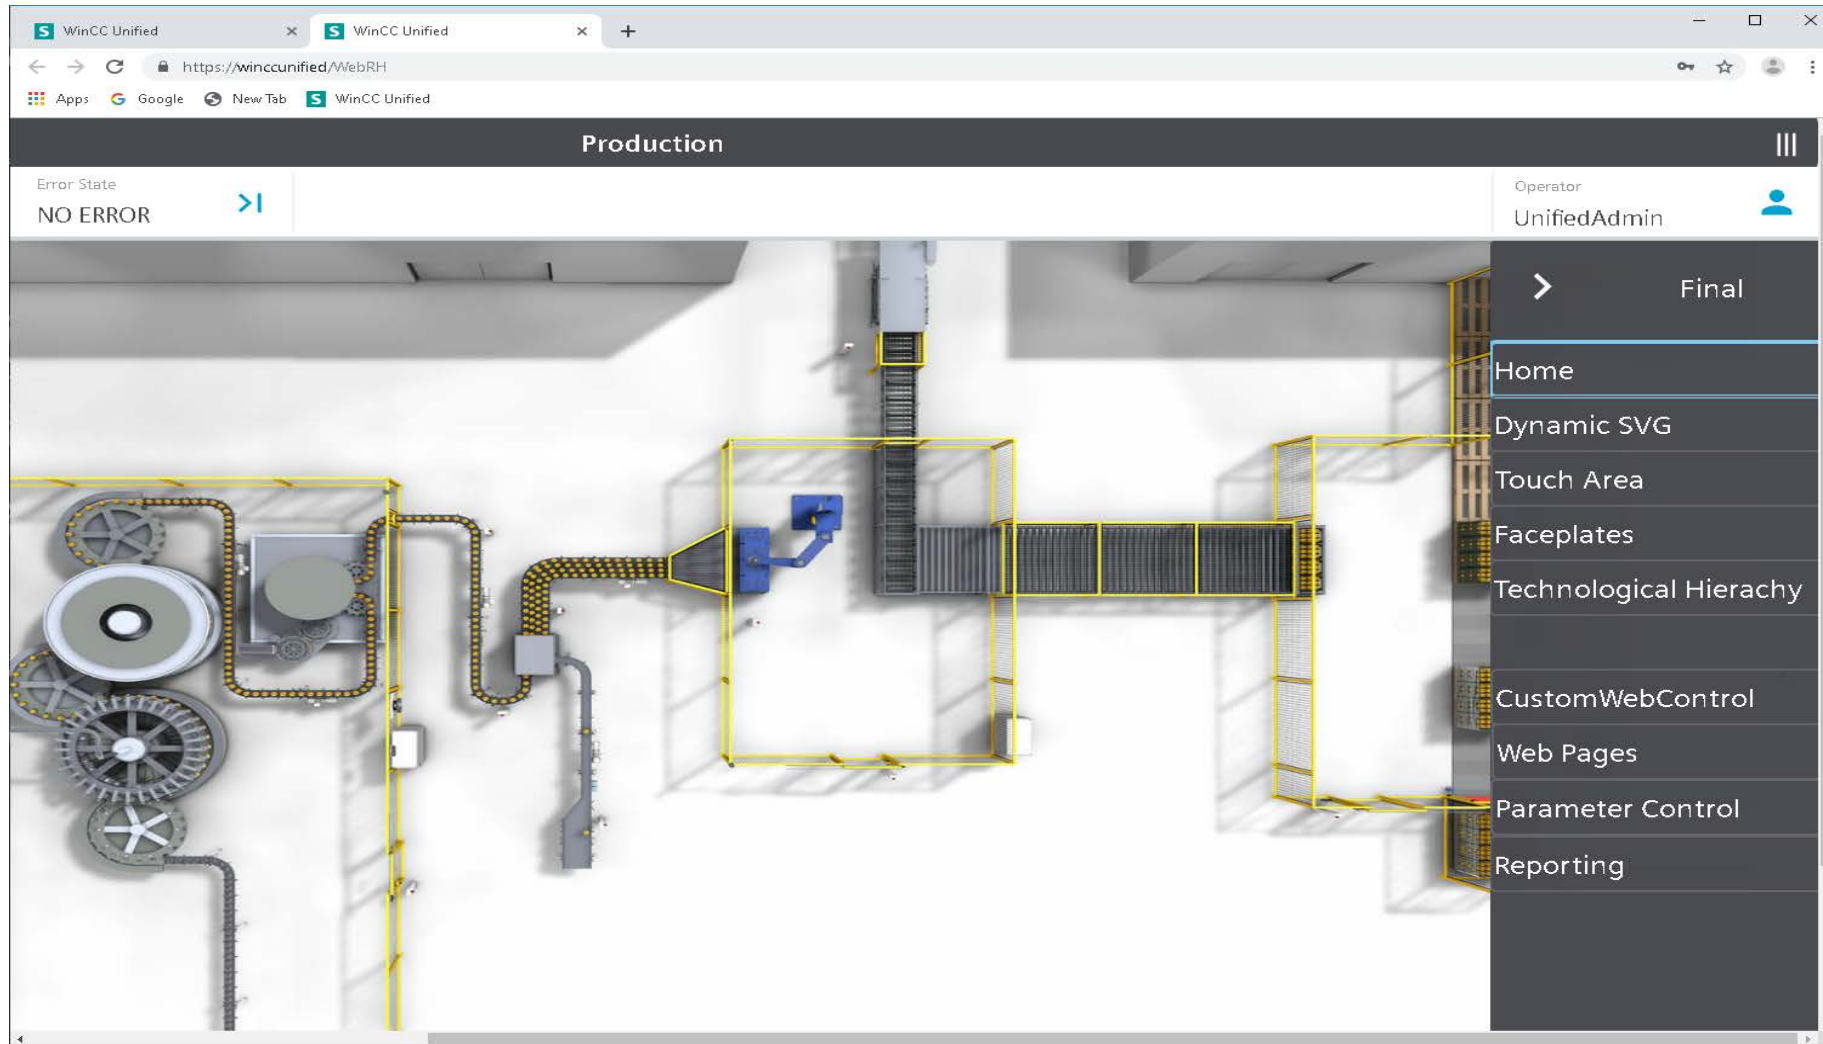 WinCC Unified
WinCC Unified
https://winccunified/WebRH
Apps Google New Tab WinCC Unified
Production
Error State
NO ERROR
Operator
UnifiedAdmin
Final
Home
Dynamic SVG
Touch Area
Faceplates
Technological Hierachy
CustomWebControl
Web Pages
Parameter Control
Reporting